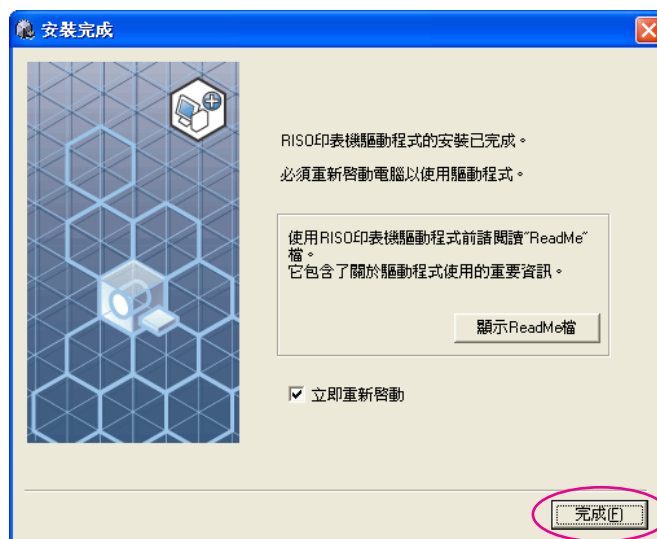 安裝完成
RISO印表機驅動程式的安裝已完成。
必須重新啓動電腦以使用驅動程式。
使用RISO印表機驅動程式前請閱讀"ReadMe"
檔。
它包含了關於驅動程式使用的重要資訊。
顯示ReadMe檔
立即重新啓動
完成(F)